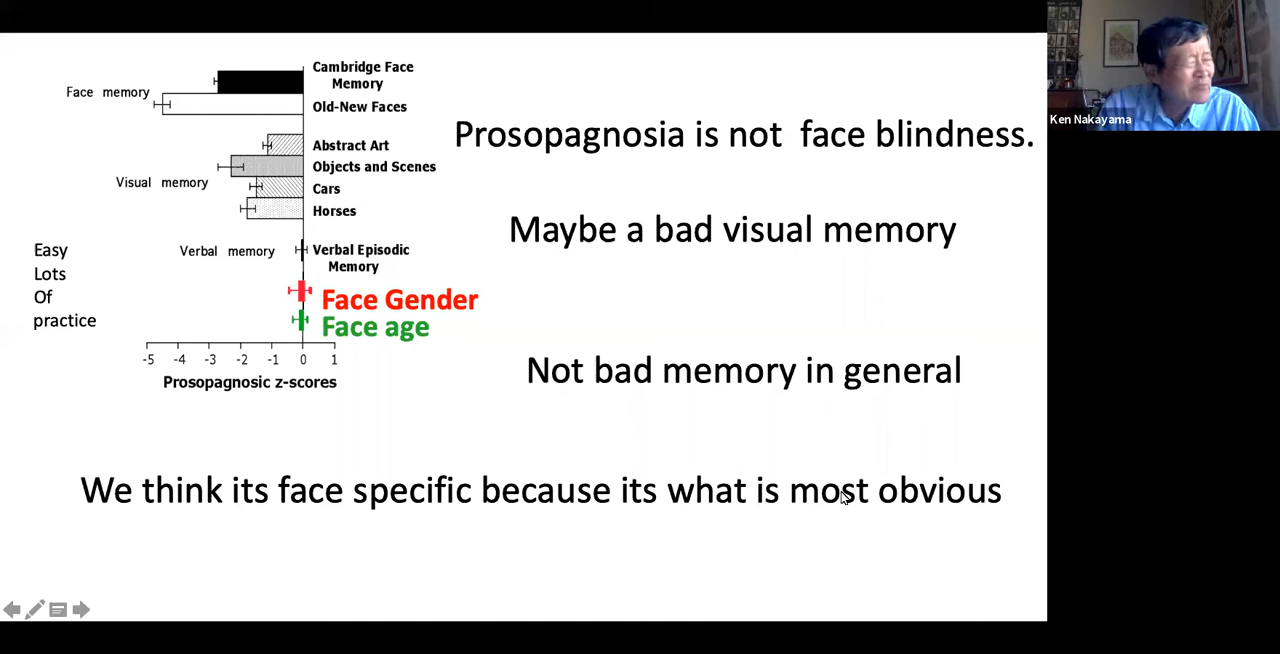 Cambridge Face
Memory
Face memory
Old-New Faces
Abstract Art
Objects and Scenes
Visual memory
Cars
Horses
Easy
Lots
Of
practice
Verbal memory
Verbal Episodic
Memory
Face Gender
Face age
-5 -4 -3 -2 -1 0 1
Prosopagnosic z-scores
Prosopagnosia is not face blindness.
Maybe a bad visual memory
Not bad memory in general
We think its face specific because its what is most obvious
Ken Nakayama